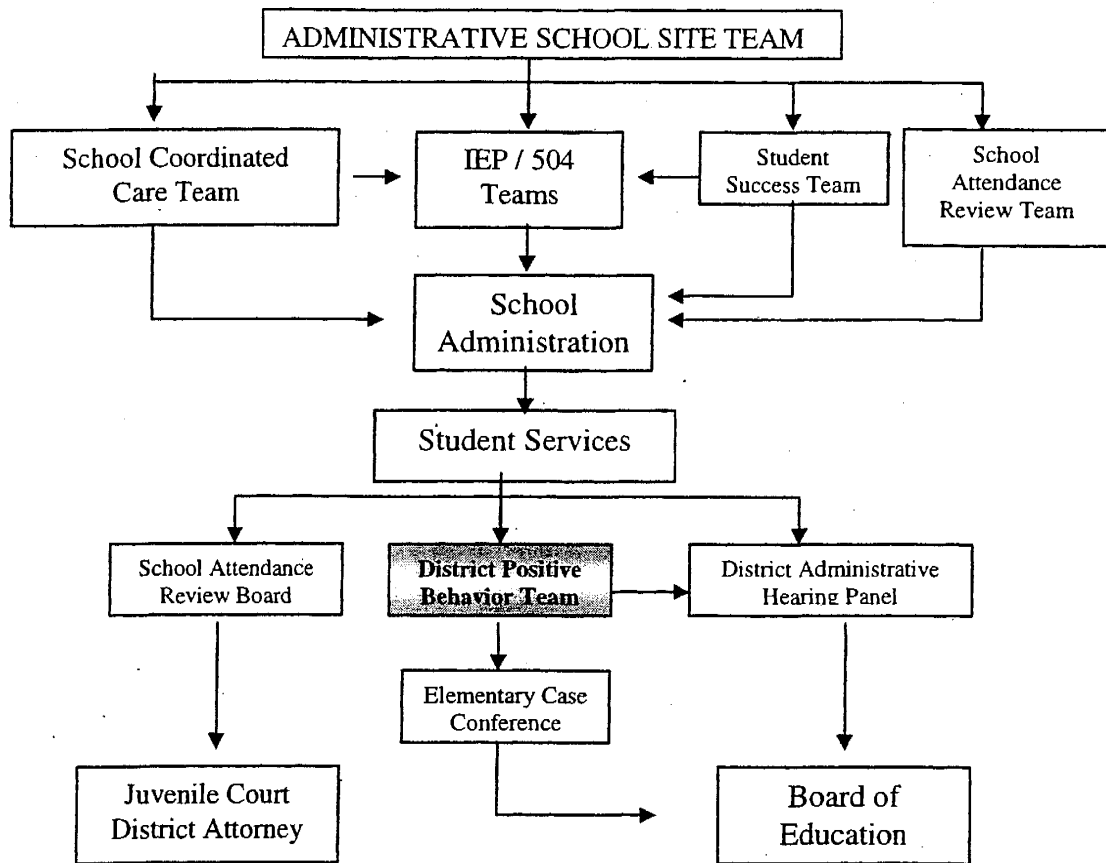 ADMINISTRATIVE SCHOOL SITE TEAM
School Coordinated
Care Team
IEP / 504
Teams
Student
Success Team
School
Attendance
Review Team
School
Administration
Student Services
School Attendance
Review Board
District Positive
Behavior Team
District Administrative
Hearing Panel
Elementary Case
Conference
Juvenile Court
District Attorney
Board of
Education